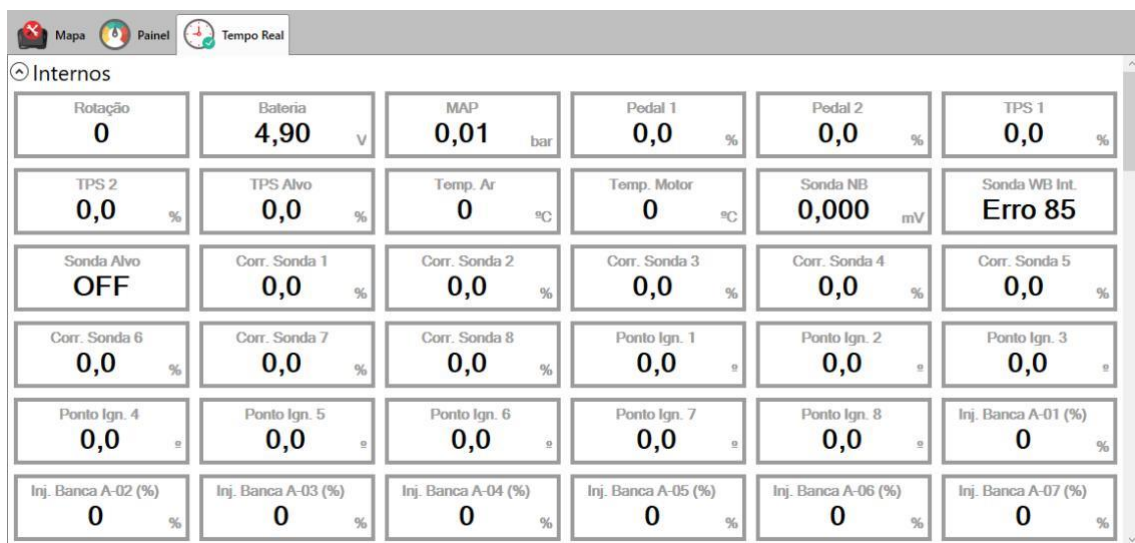 Mapa Painel Tempo Real
Internos
Rotação Bateria MAP Pedal 1 Pedal 2 TPS 1
0 4,90 V 0,01 bar 0,0 % 0,0 % 0,0 %
TPS 2 TPS Alvo Temp. Ar Temp. Motor Sonda NB Sonda WB Int.
0,0 % 0,0 % 0 ºC 0 ºC 0,000 mV Erro 85
Sonda Alvo Corr. Sonda 1 Corr. Sonda 2 Corr. Sonda 3 Corr. Sonda 4 Corr. Sonda 5
OFF 0,0 % 0,0 % 0,0 % 0,0 % 0,0 %
Corr. Sonda 6 Corr. Sonda 7 Corr. Sonda 8 Ponto Ign. 1 Ponto Ign. 2 Ponto Ign. 3
0,0 % 0,0 % 0,0 % 0,0 º 0,0 º 0,0 º
Ponto Ign. 4 Ponto Ign. 5 Ponto Ign. 6 Ponto Ign. 7 Ponto Ign. 8 Inj. Banca A-01 (%)
0,0 º 0,0 º 0,0 º 0,0 º 0,0 º 0 %
Inj. Banca A-02 (%) Inj. Banca A-03 (%) Inj. Banca A-04 (%) Inj. Banca A-05 (%) Inj. Banca A-06 (%) Inj. Banca A-07 (%)
0 % 0 % 0 % 0 % 0 % 0 %